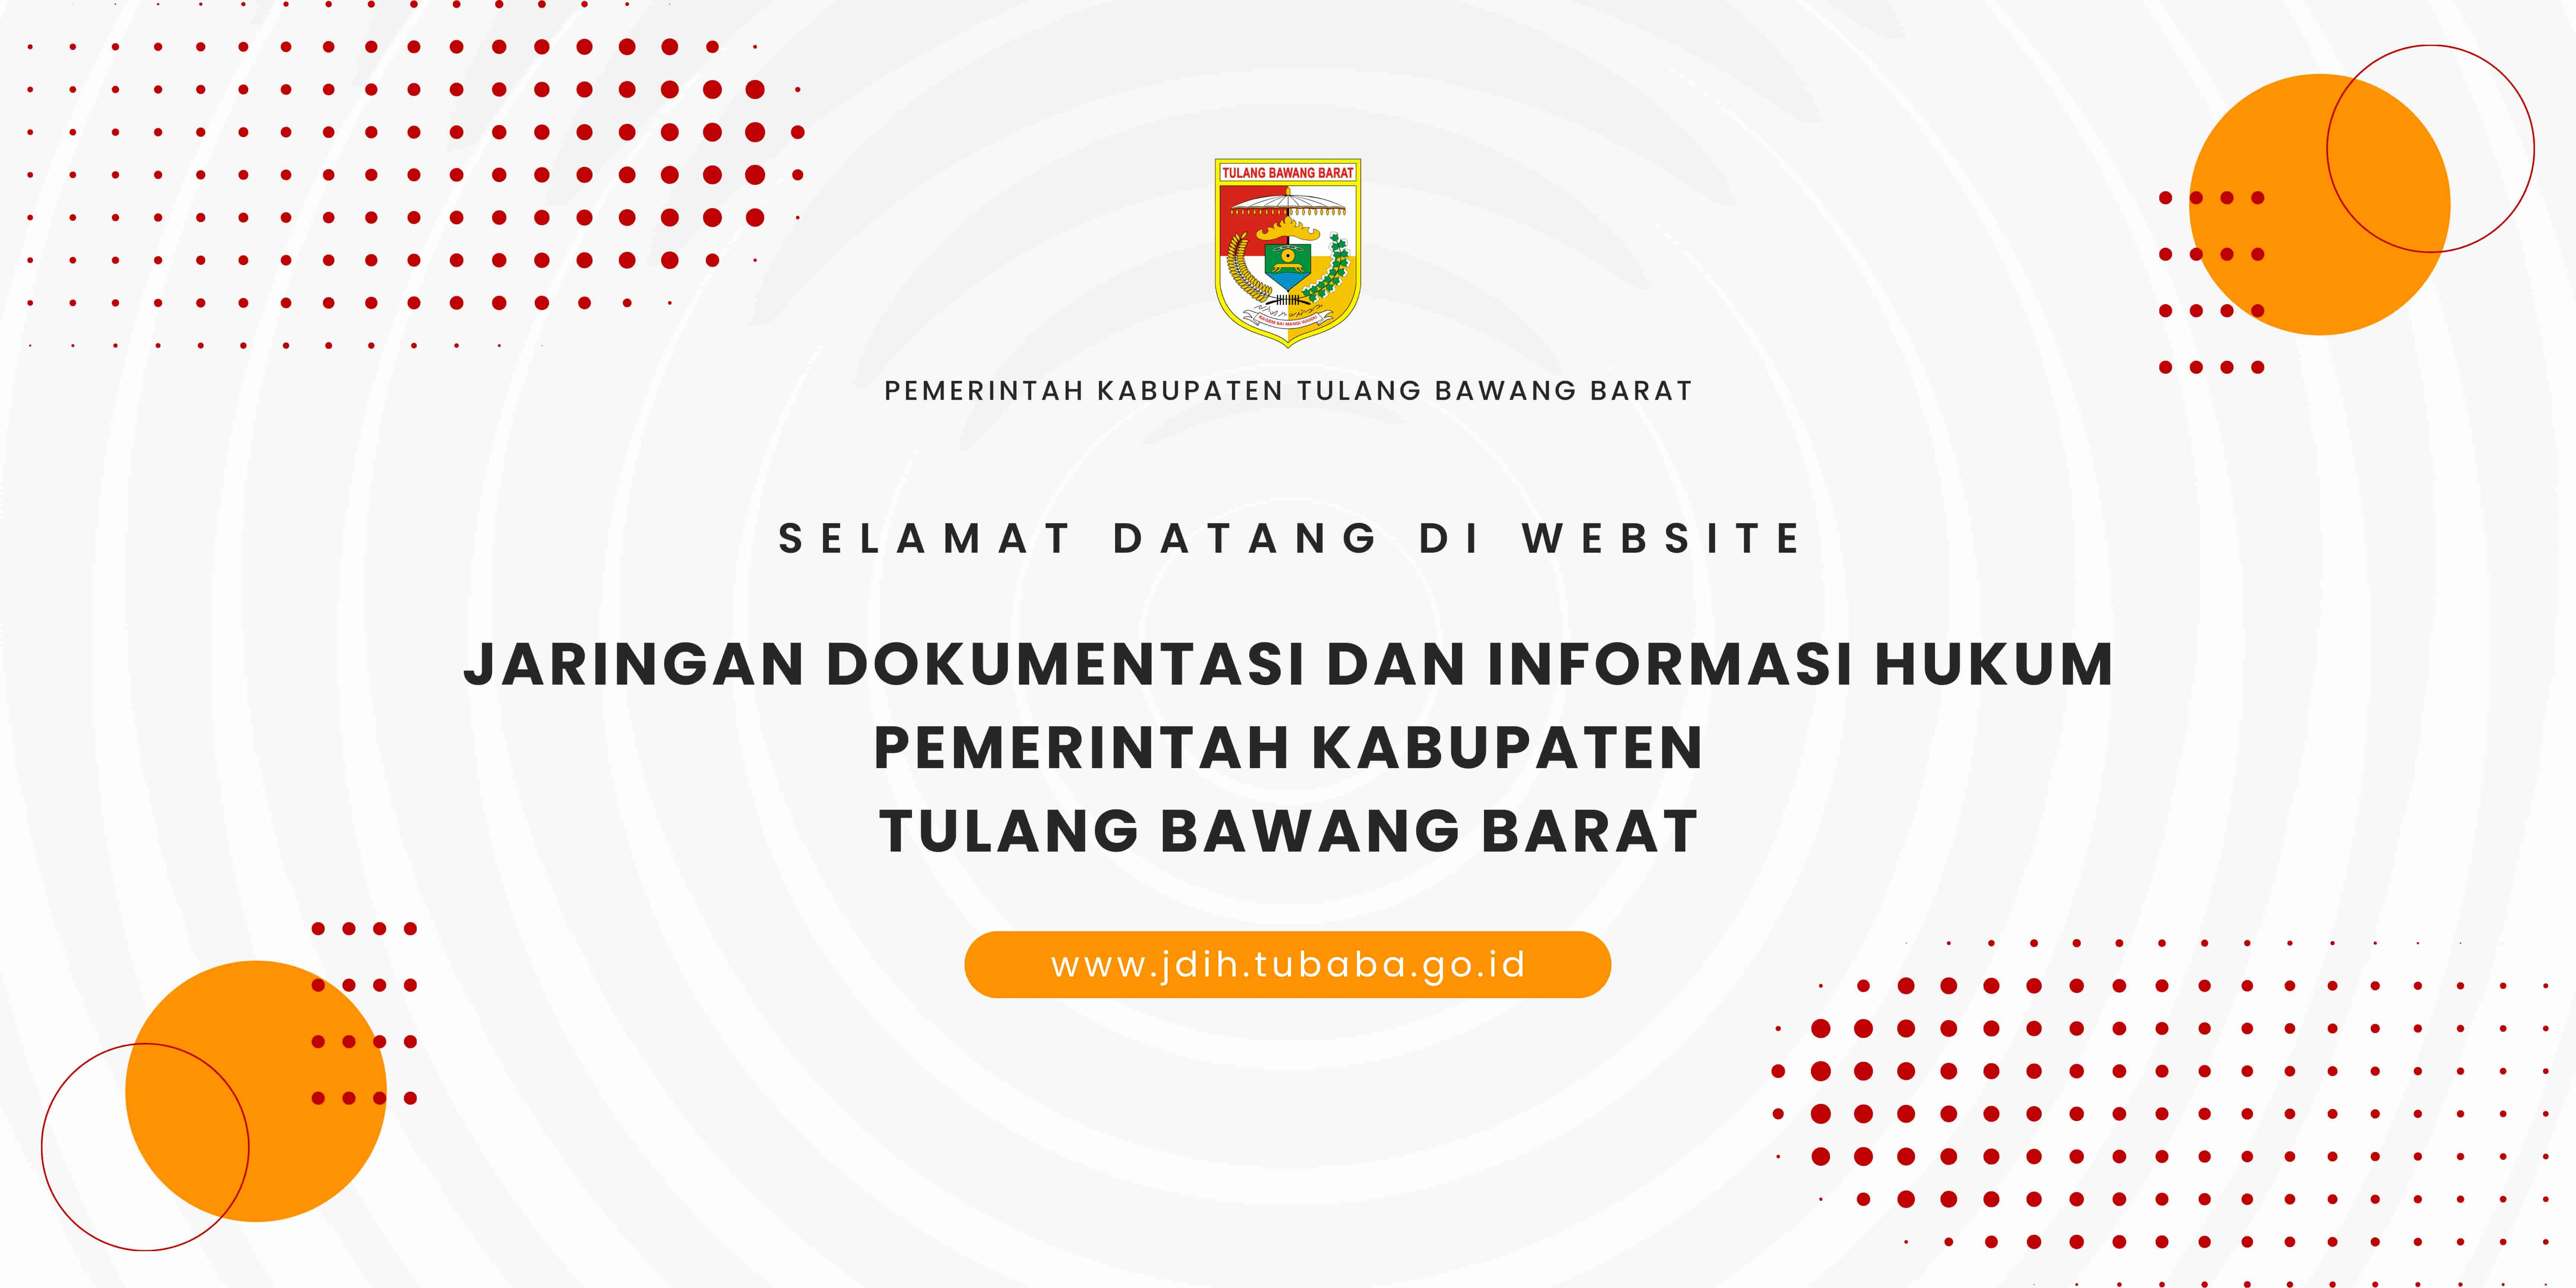 TULANG BAWANG BARAT
PEMERINTAH KABUPATEN TULANG BAWANG BARAT
SELAMAT DATANG DI WEBSITE
JARINGAN DOKUMENTASI DAN INFORMASI HUKUM
PEMERINTAH KABUPATEN
TULANG BAWANG BARAT
www.jdih.tubaba.go.id